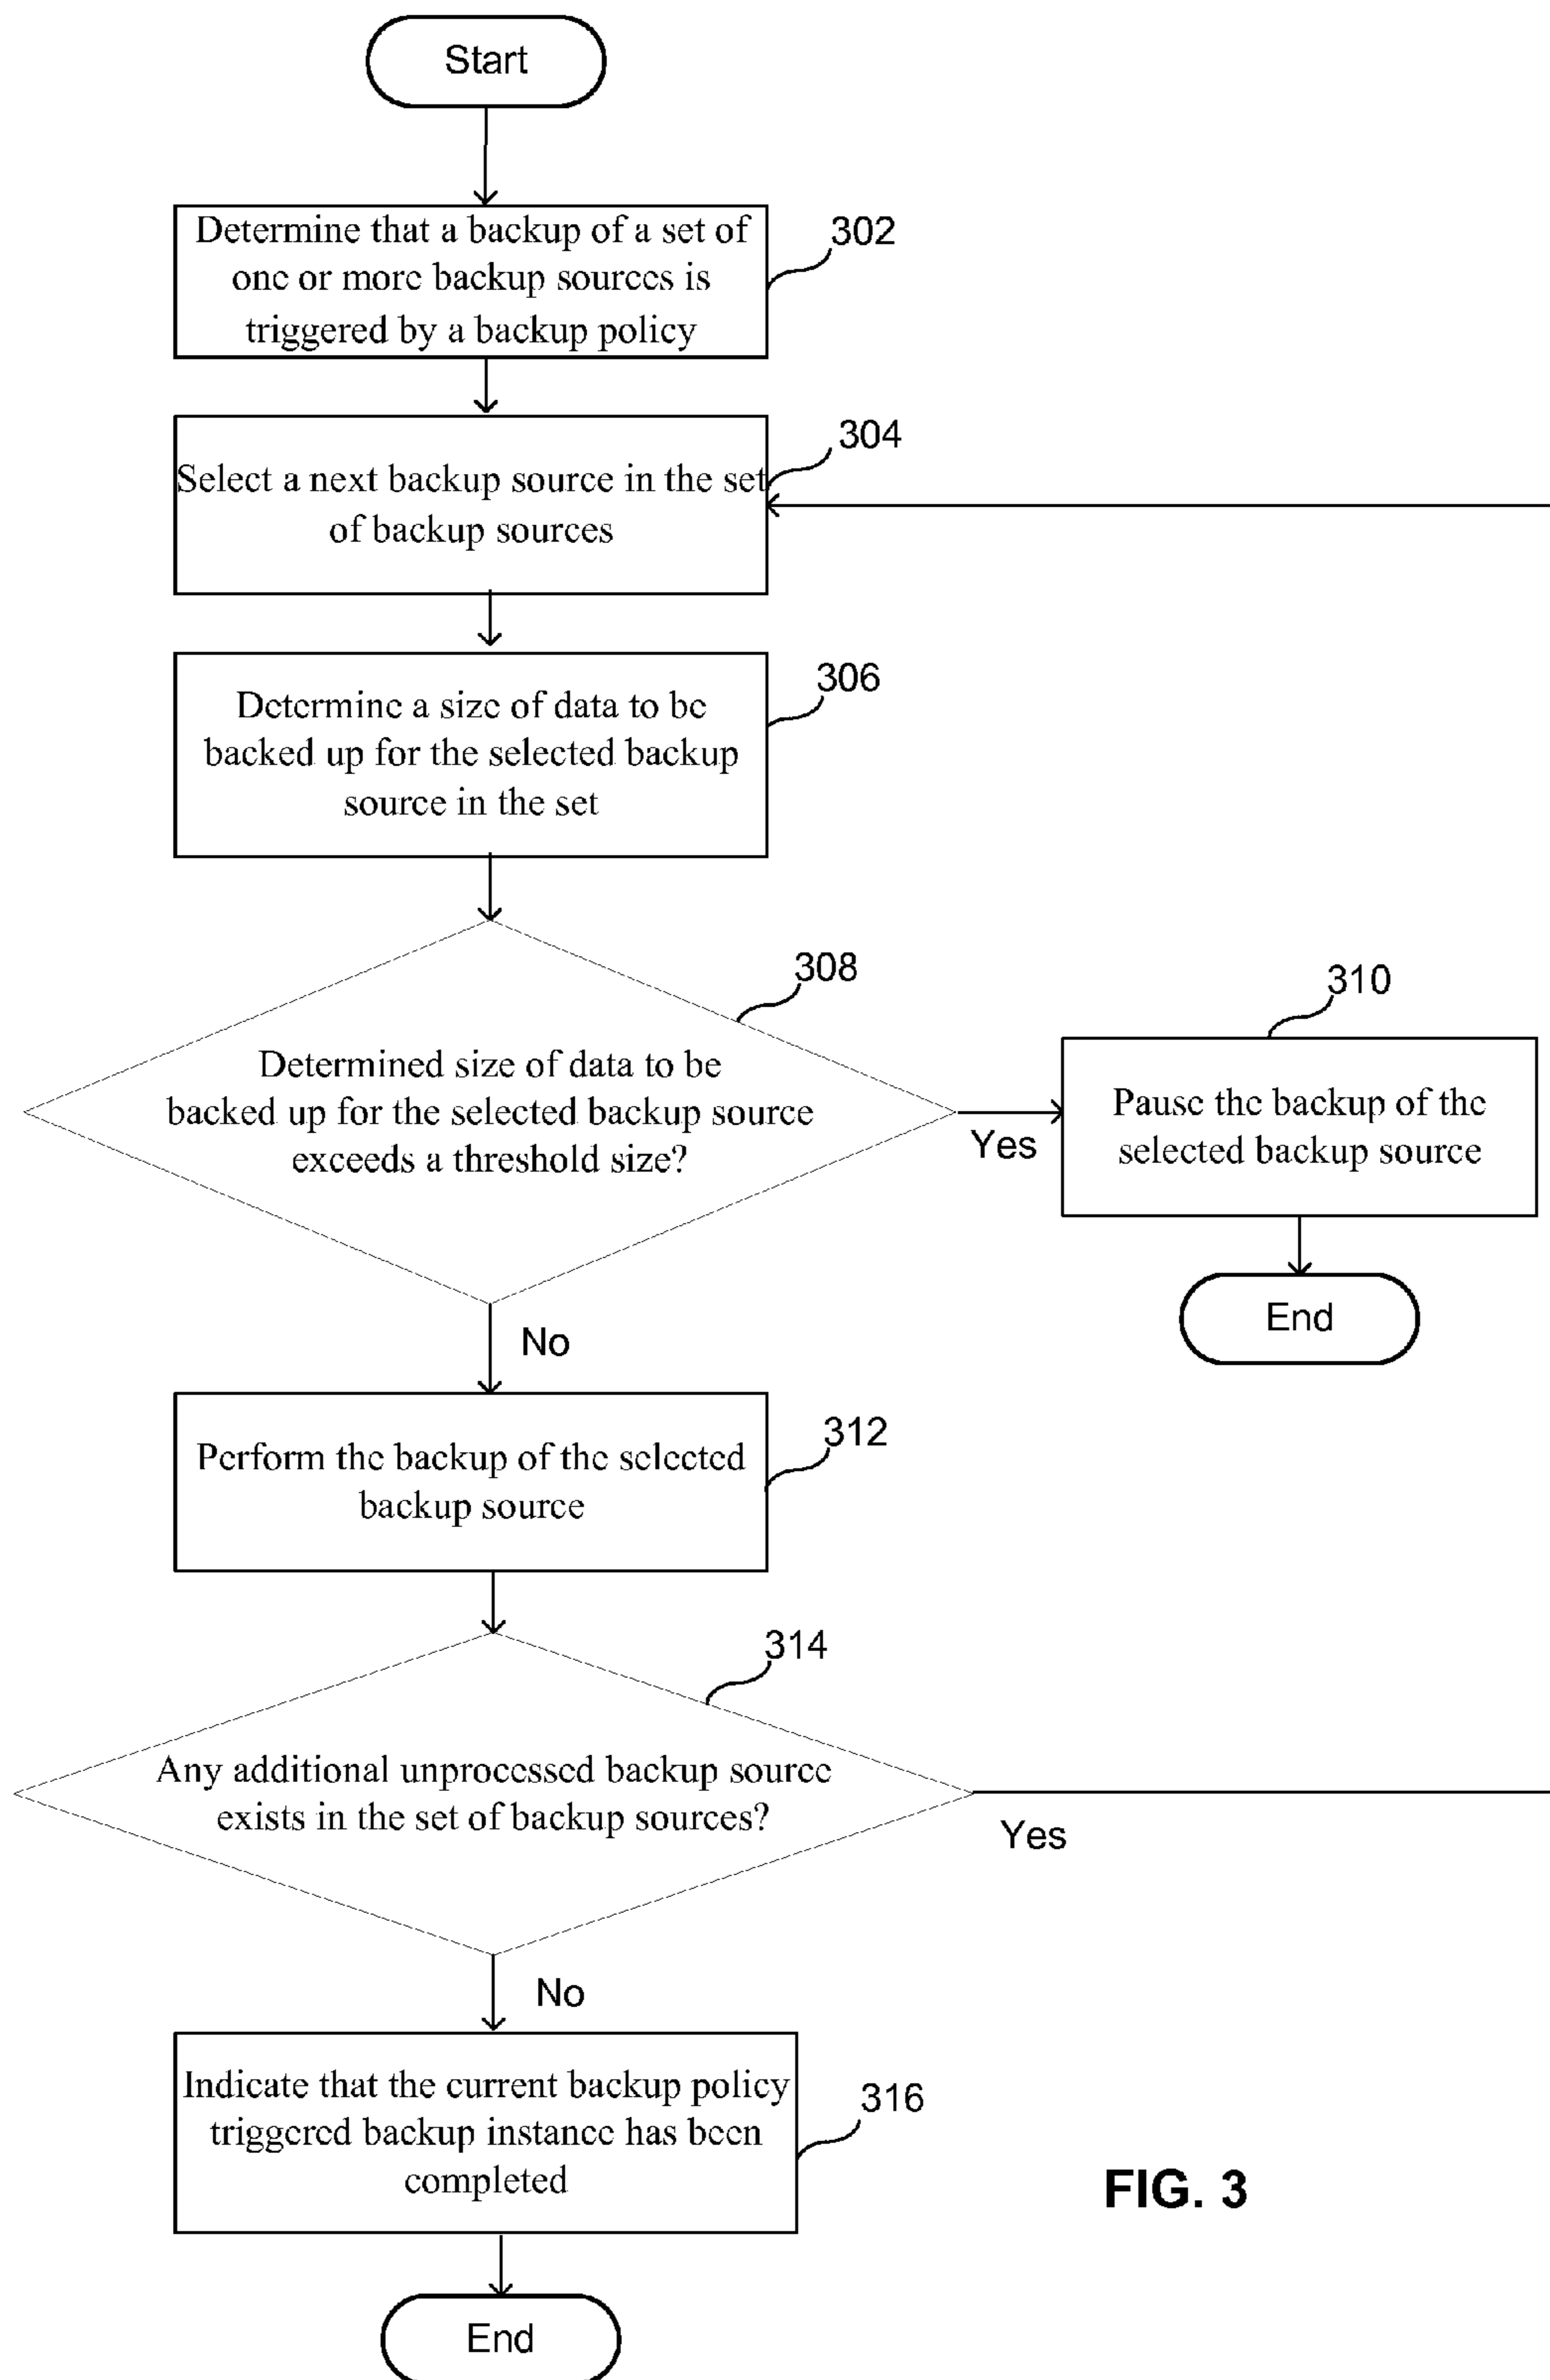 Start
Determine that a backup of a set of
one or more backup sources is
triggered by a backup policy
302
Select a next backup source in the set
of backup sources
304
Determine a size of data to be
backed up for the selected backup
source in the set
306
308
Determined size of data to be
backed up for the selected backup source
exceeds a threshold size?
Yes
310
Pause the backup of the
selected backup source
End
No
Perform the backup of the selected
backup source
312
314
Any additional unprocessed backup source
exists in the set of backup sources?
Yes
No
Indicate that the current backup policy
triggered backup instance has been
completed
316
FIG. 3
End